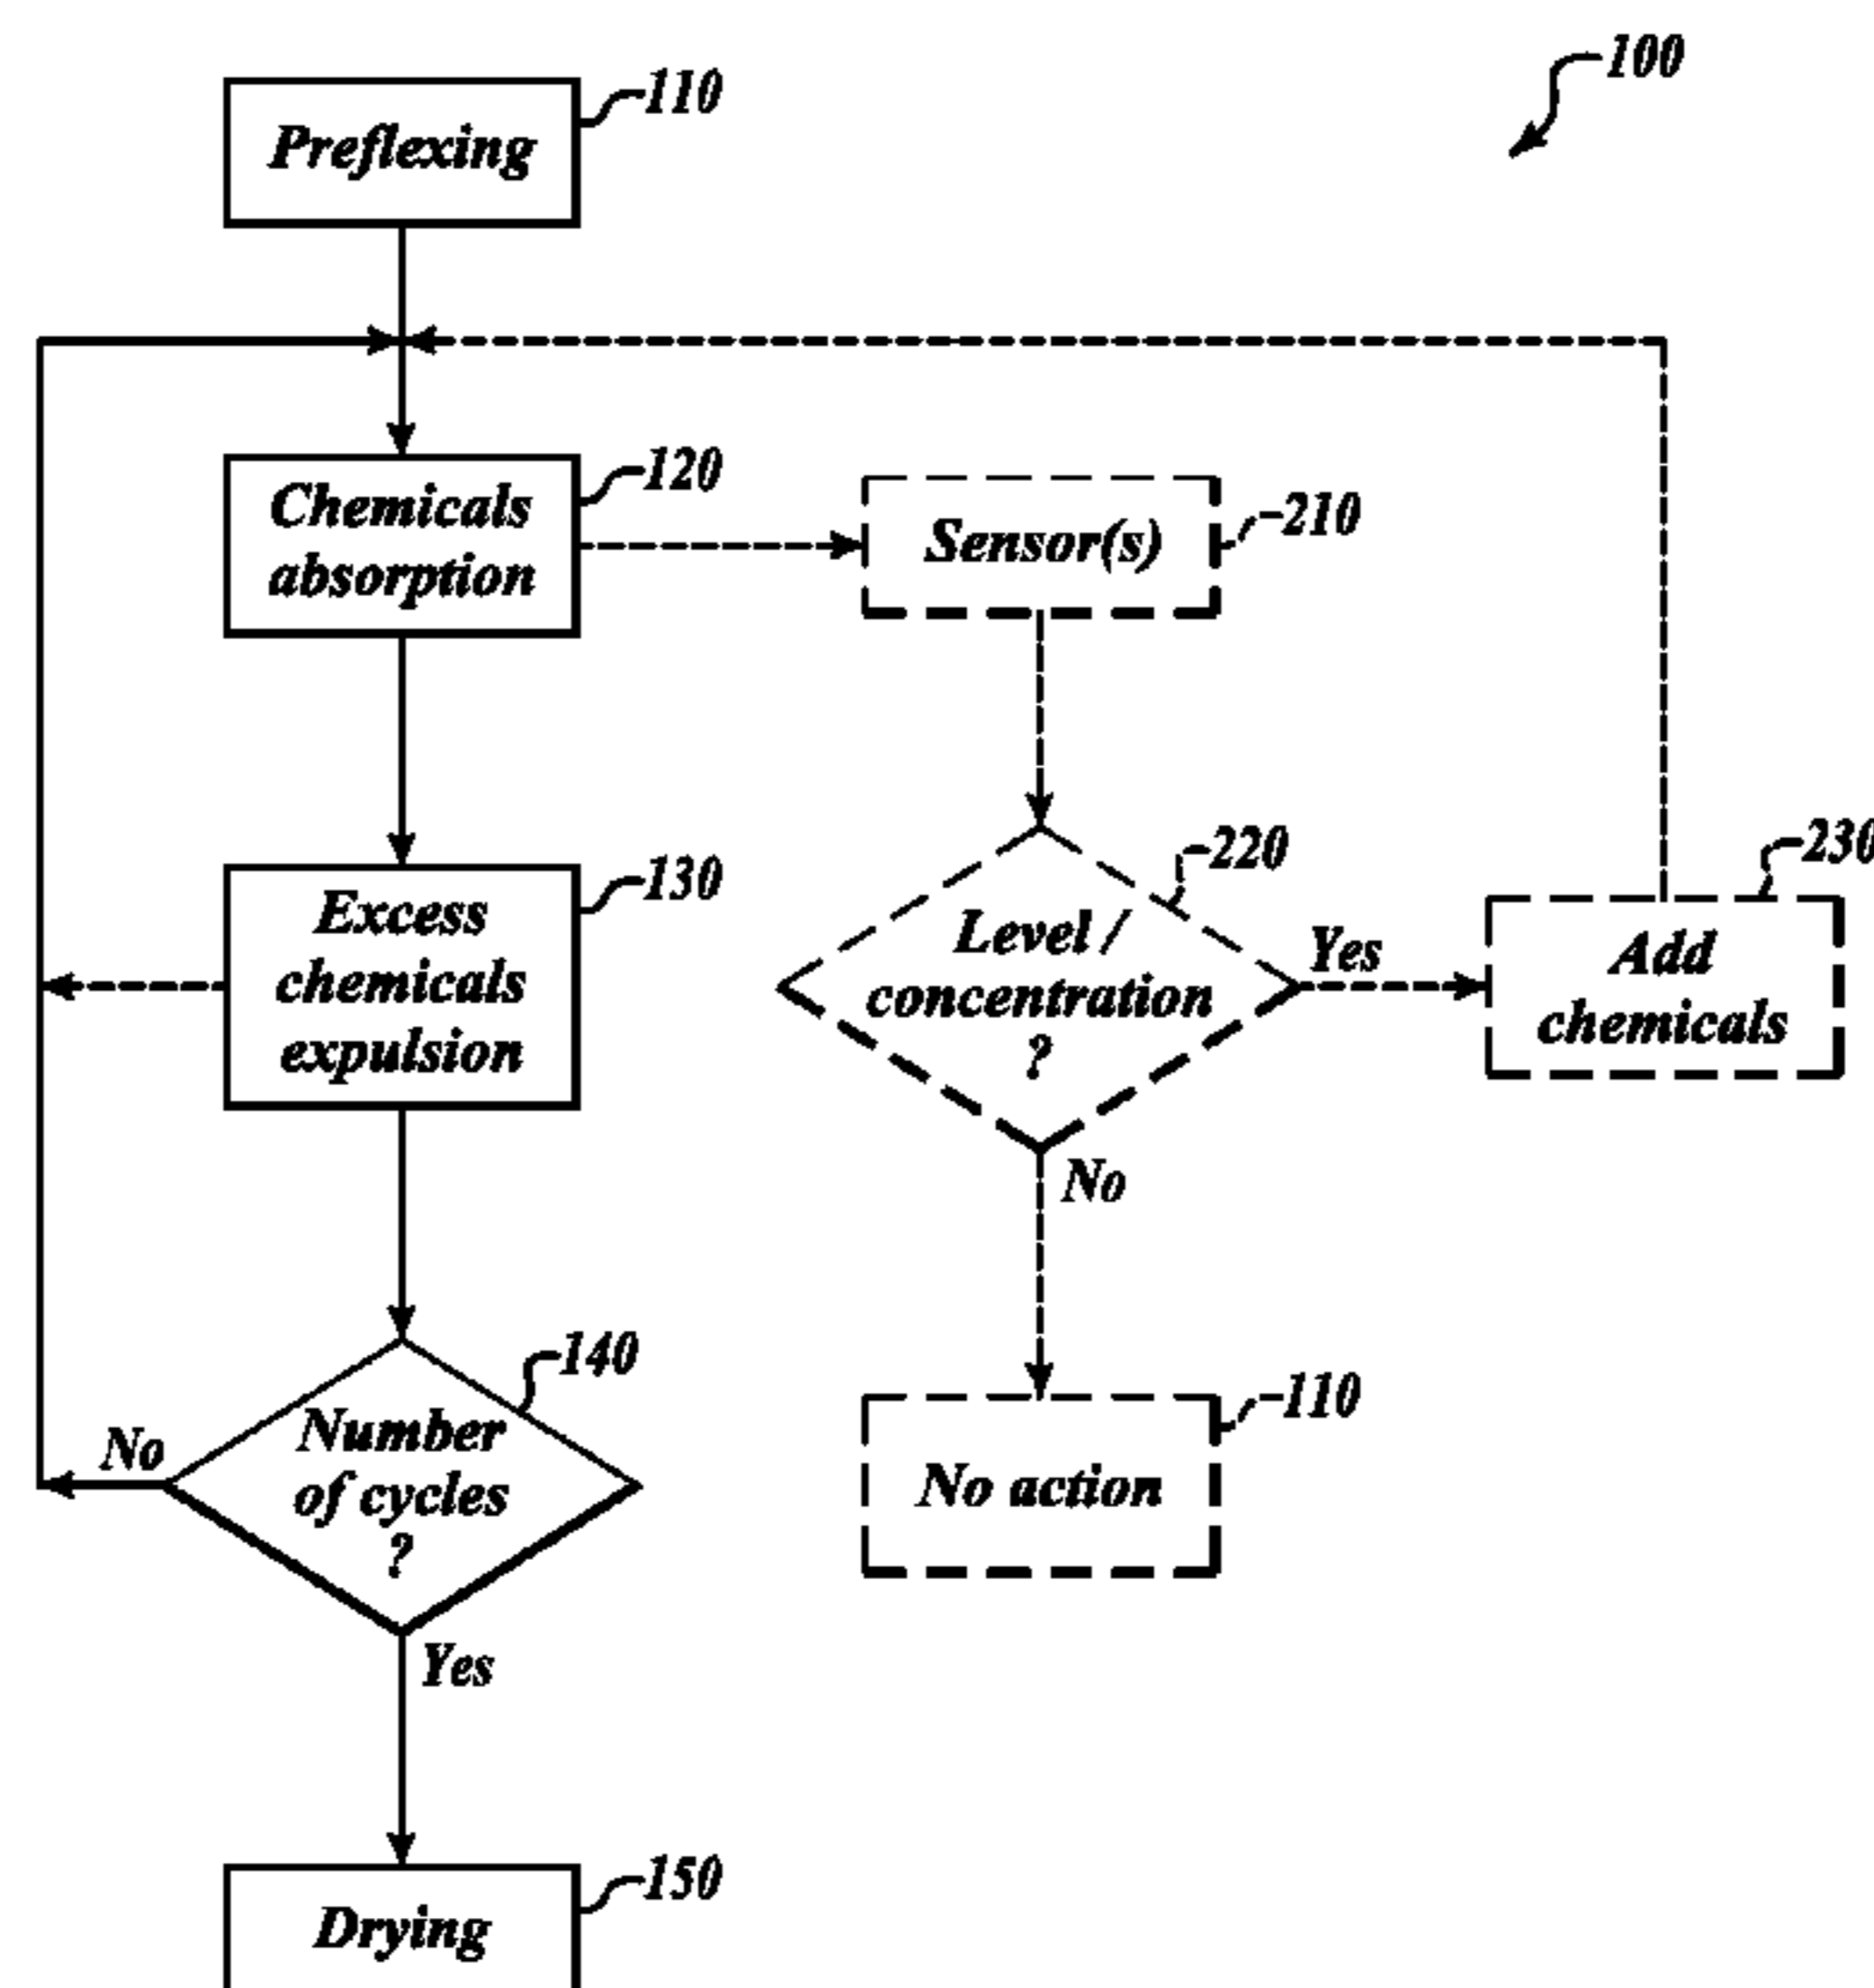 100
110
Preflexing
120
Chemicals
absorption
210
Sensor(s)
130
Excess
chemicals
expulsion
220
Level /
concentration
?
Yes
230
Add
chemicals
No
140
Number
of cycles
?
No
Yes
110
No action
150
Drying